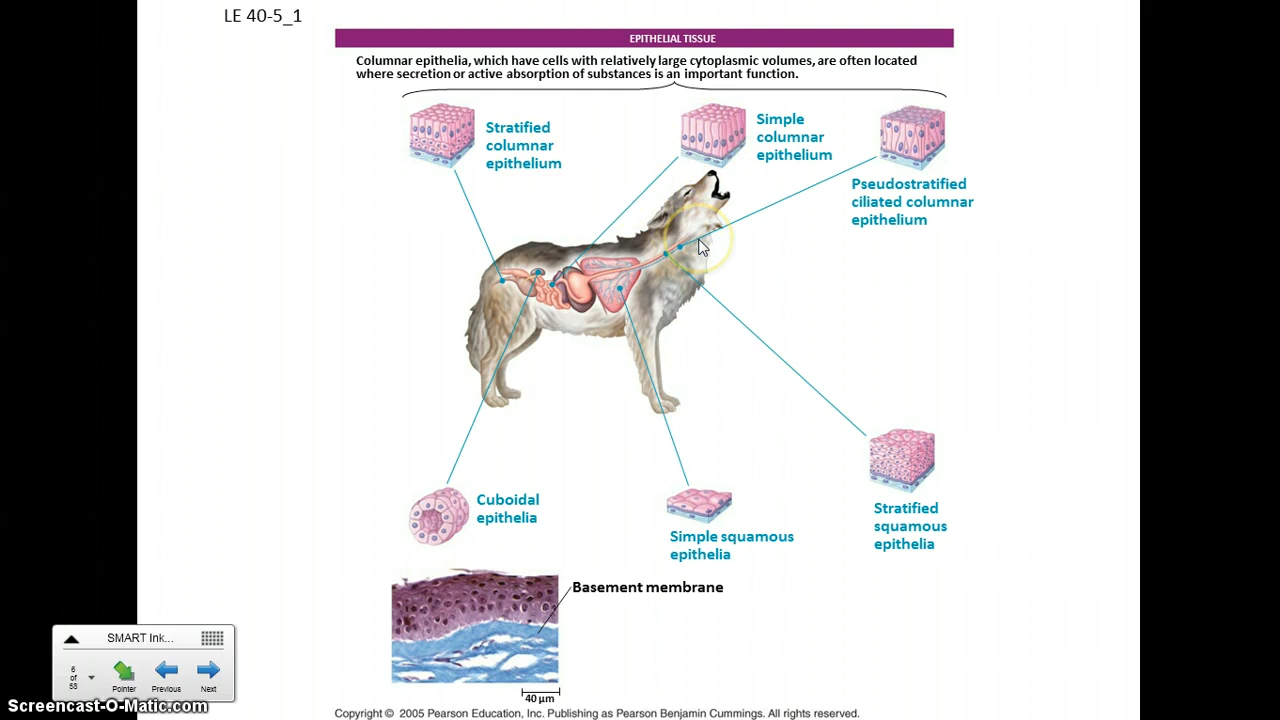 LE 40-5_1
EPITHELIAL TISSUE
Columnar epithelia, which have cells with relatively large cytoplasmic volumes, are often located
where secretion or active absorption of substances is an important function.
Stratified
columnar
epithelium
Simple
columnar
epithelium
Pseudostratified
ciliated columnar
epithelium
Cuboidal
epithelia
Simple squamous
epithelia
Stratified
squamous
epithelia
Basement membrane
40 µm
SMART Ink...
6
of
53
Pointer
Previous
Next
Screencast-O-Matic.com
Copyright © 2005 Pearson Education, Inc. Publishing as Pearson Benjamin Cummings. All rights reserved.